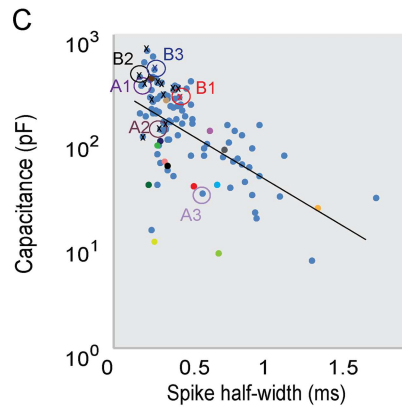 C
10³
B2
B3
A1
B1
A2
10²
A3
10¹
10⁰
0
0.5
1
1.5
Capacitance (pF)
Spike half-width (ms)